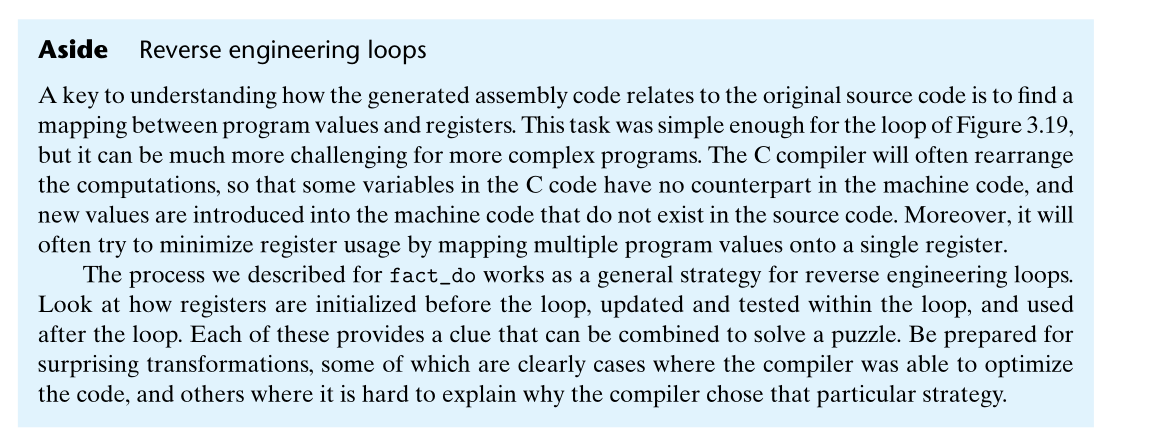 Aside Reverse engineering loops
A key to understanding how the generated assembly code relates to the original source code is to find a
mapping between program values and registers. This task was simple enough for the loop of Figure 3.19,
but it can be much more challenging for more complex programs. The C compiler will often rearrange
the computations, so that some variables in the C code have no counterpart in the machine code, and
new values are introduced into the machine code that do not exist in the source code. Moreover, it will
often try to minimize register usage by mapping multiple program values onto a single register.
The process we described for fact_do works as a general strategy for reverse engineering loops.
Look at how registers are initialized before the loop, updated and tested within the loop, and used
after the loop. Each of these provides a clue that can be combined to solve a puzzle. Be prepared for
surprising transformations, some of which are clearly cases where the compiler was able to optimize
the code, and others where it is hard to explain why the compiler chose that particular strategy.